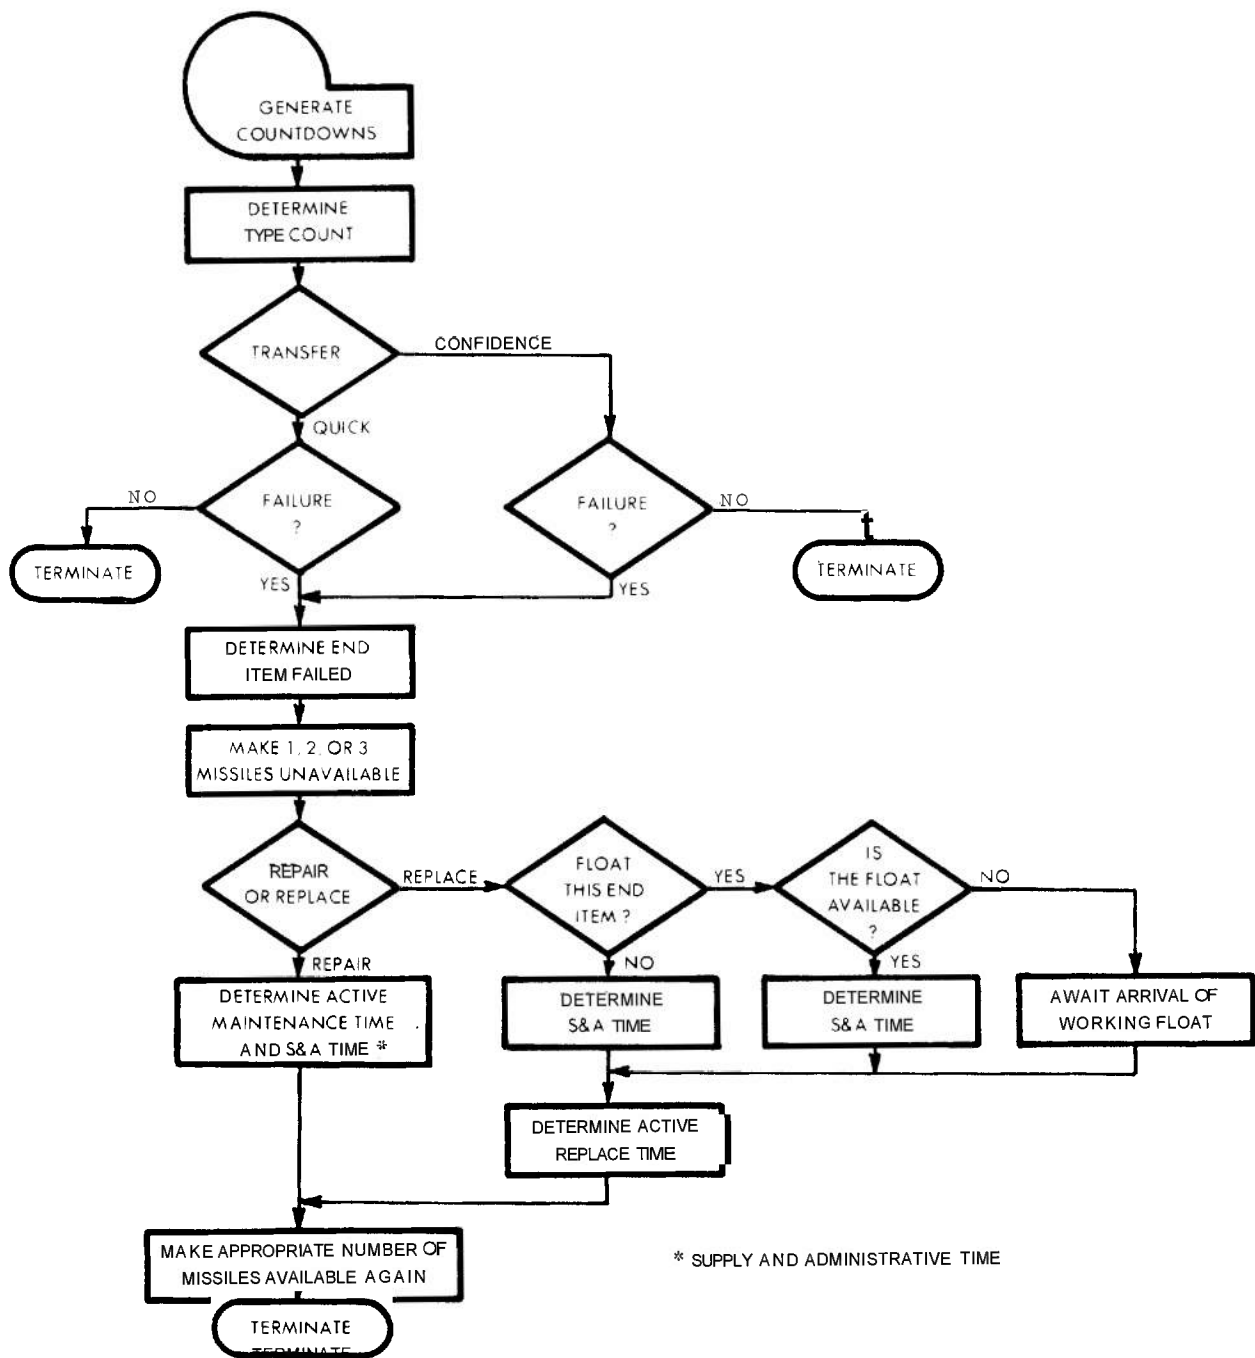 GENERATE
COUNTDOWNS
DETERMINE
TYPE COUNT
TRANSFER
CONFIDENCE
QUICK
NO
FAILURE
?
FAILURE
?
NO
TERMINATE
YES
YES
TERMINATE
DETERMINE END
ITEM FAILED
MAKE 1, 2, OR 3
MISSILES UNAVAILABLE
REPAIR
OR REPLACE
REPLACE
FLOAT
THIS END
ITEM ?
YES
IS
THE FLOAT
AVAILABLE
?
NO
REPAIR
NO
YES
DETERMINE ACTIVE
MAINTENANCE TIME
AND S&A TIME *
DETERMINE
S&A TIME
DETERMINE
S&A TIME
AWAIT ARRIVAL OF
WORKING FLOAT
DETERMINE ACTIVE
REPLACE TIME
MAKE APPROPRIATE NUMBER OF
MISSILES AVAILABLE AGAIN
* SUPPLY AND ADMINISTRATIVE TIME
TERMINATE
TERMINATE